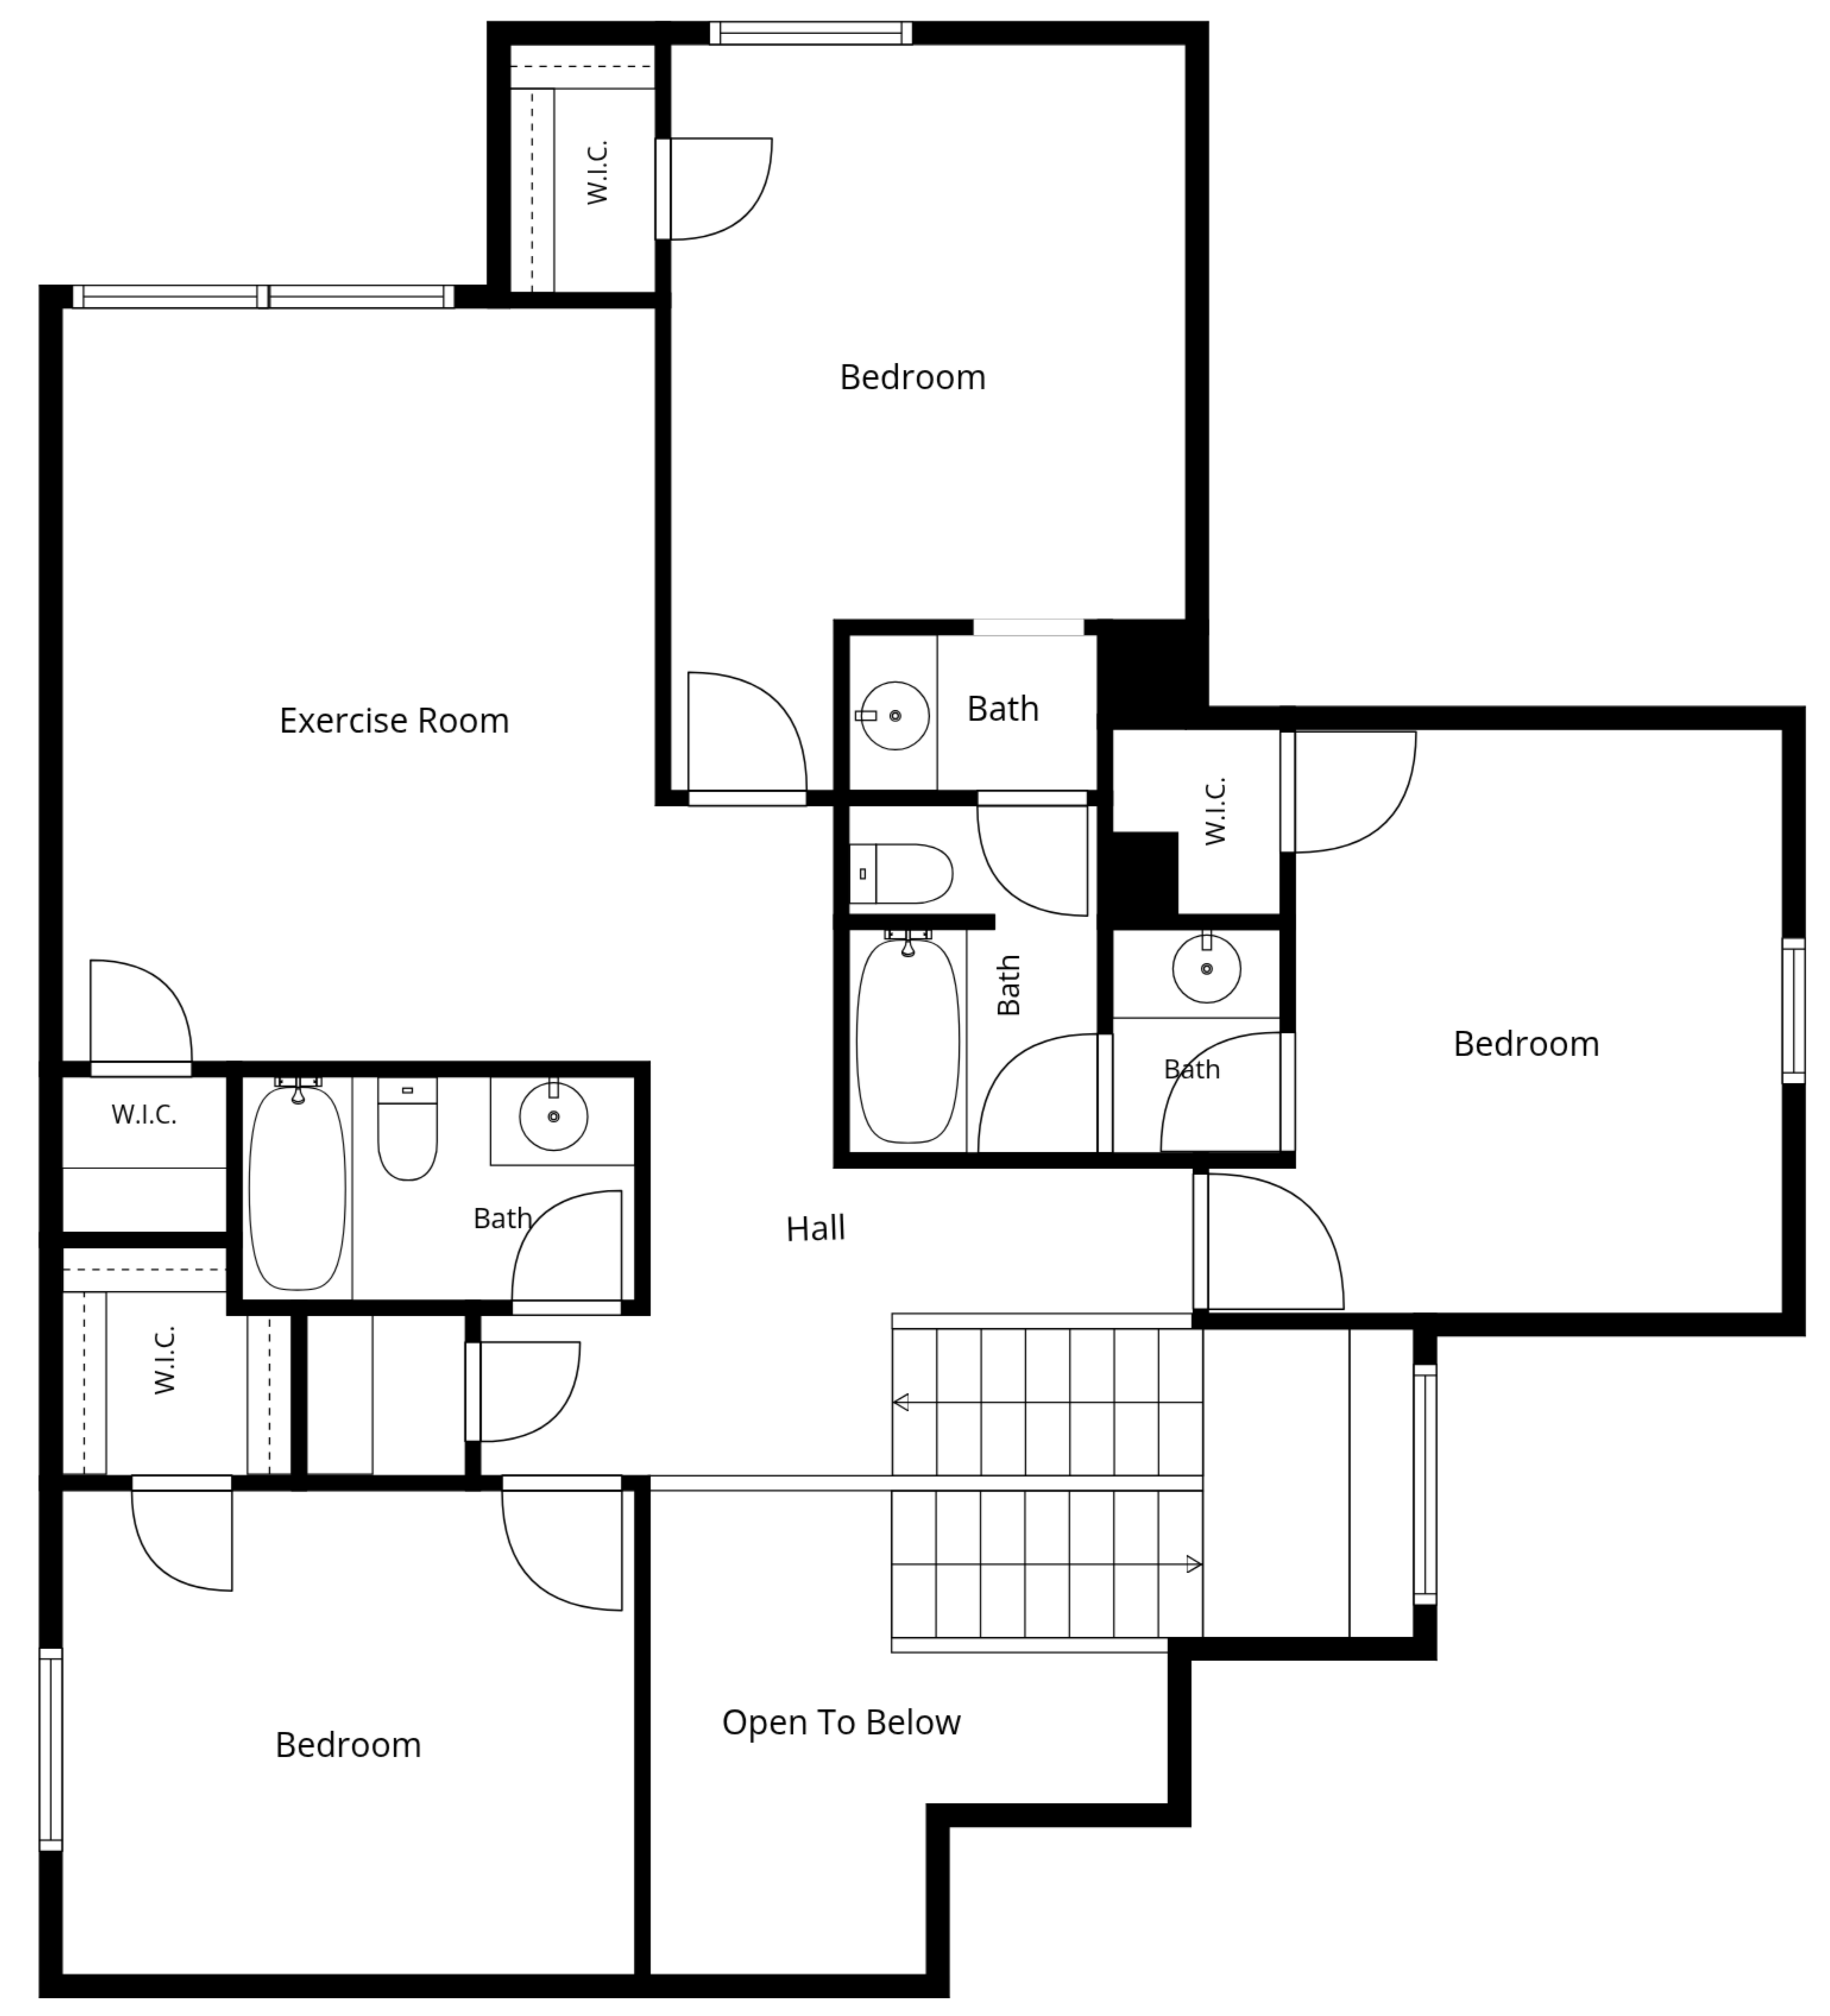 W.I.C.
Bedroom
Exercise Room
Bath
W.I.C.
Bath
Bedroom
Bath
W.I.C.
Bath
Hall
W.I.C.
Open To Below
Bedroom